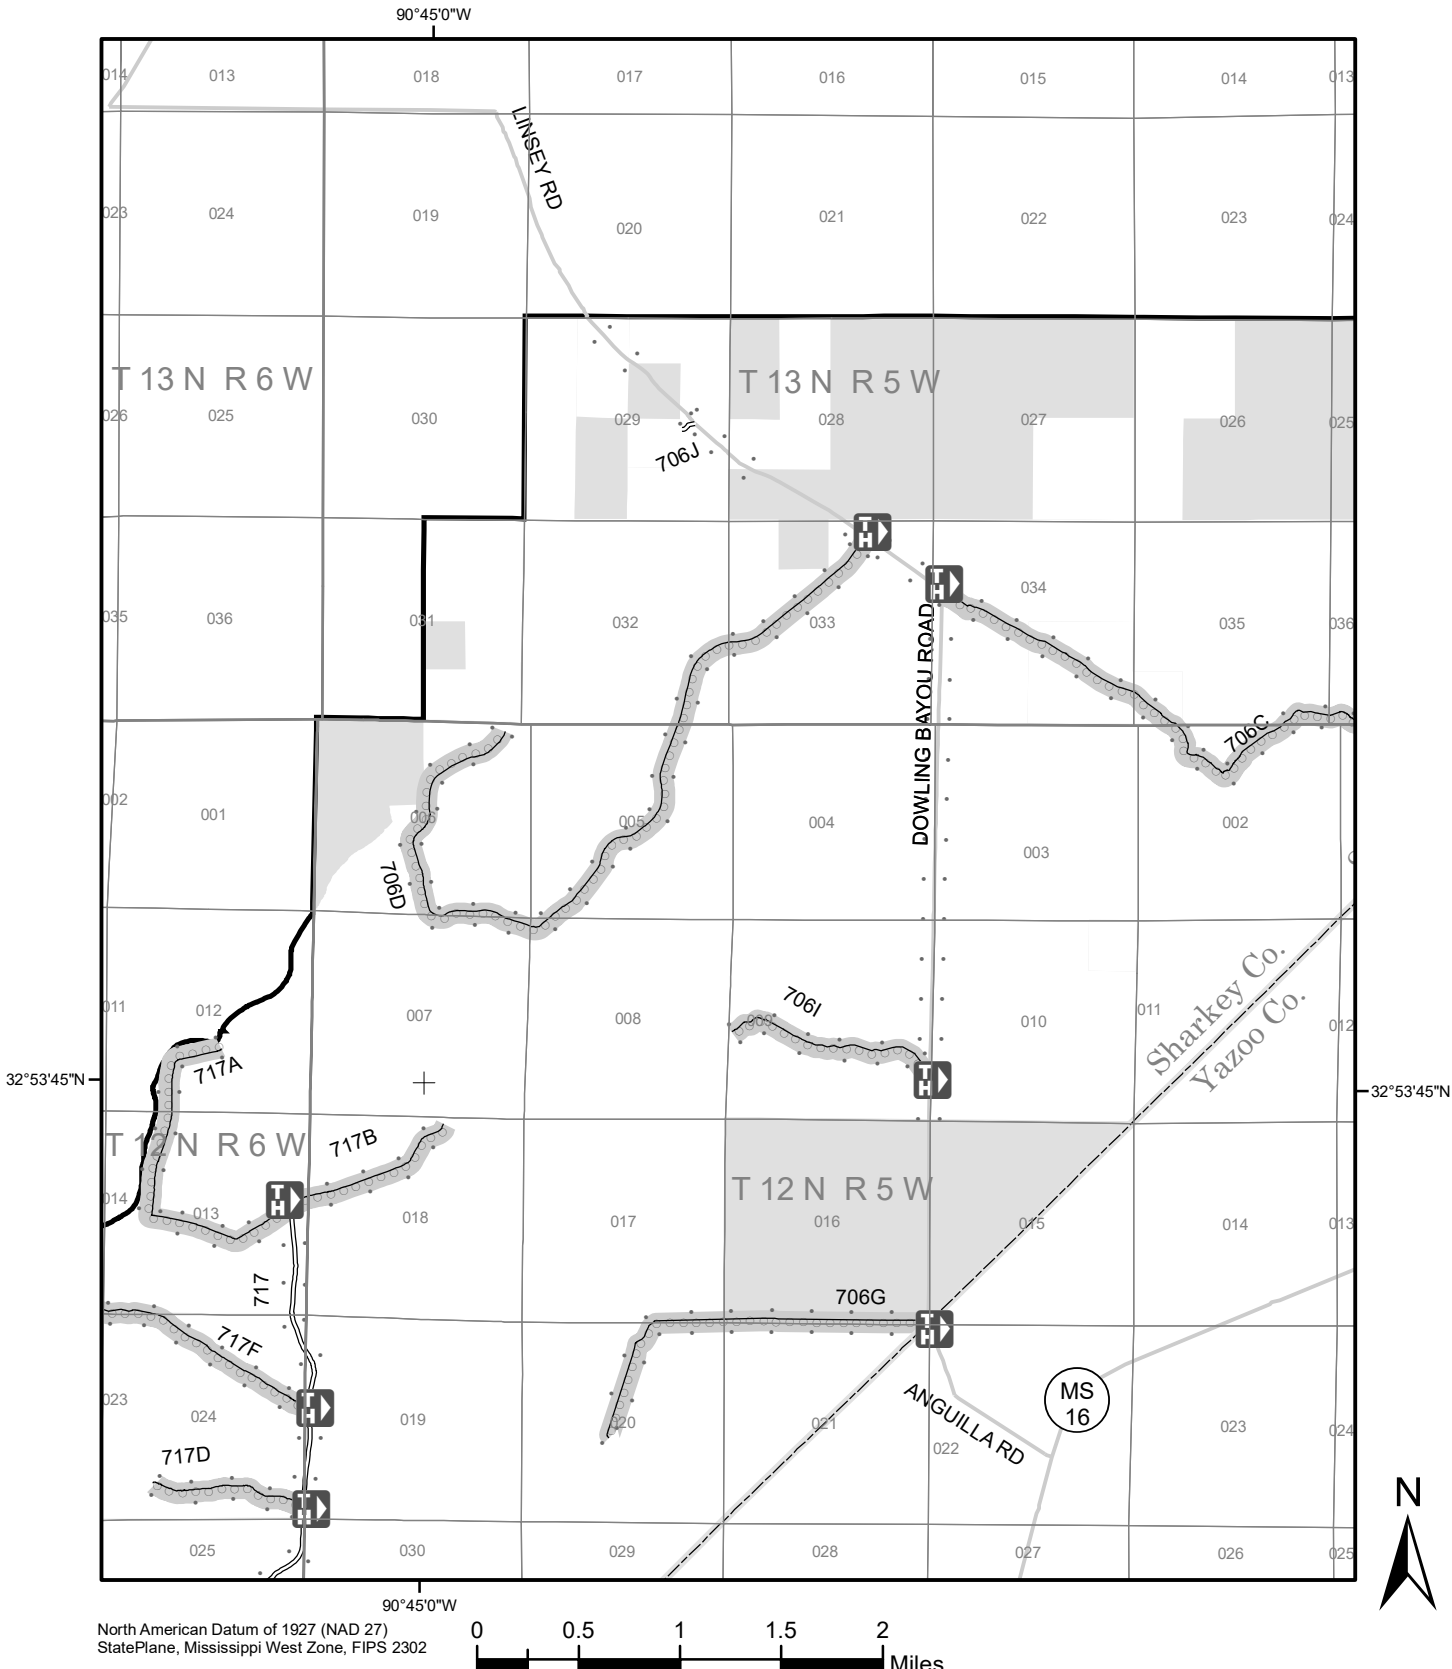 90°45'0"W
014
013
018
017
016
015
014
013
LINSEY RD
023
024
019
020
021
022
023
024
T 13 N R 6 W
T 13 N R 5 W
026
025
030
029
028
027
026
025
706J
T
H
T
H
035
036
031
032
033
034
035
036
DOWLING BAYOU ROAD
706C
002
001
006
005
004
003
002
706D
011
012
007
008
009
010
011
012
706I
Sharkey Co.
Yazoo Co.
717A
32°53'45"N
32°53'45"N
T
H
T 12 N R 6 W
717B
T 12 N R 5 W
014
013
T
H
018
017
016
015
014
013
717
706G
717F
T
H
023
024
T
H
019
020
021
ANGUILLA RD
022
MS
16
023
024
717D
T
H
025
030
029
028
027
026
025
N
90°45'0"W
North American Datum of 1927 (NAD 27)
StatePlane, Mississippi West Zone, FIPS 2302
0 0.5 1 1.5 2
Miles